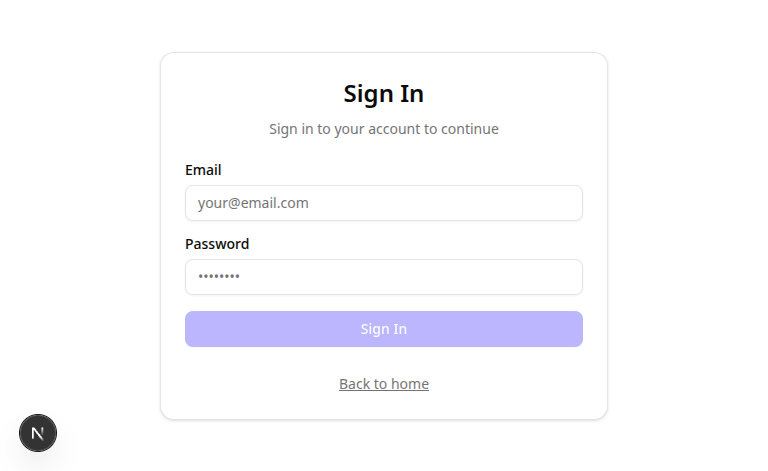 Sign In
Sign in to your account to continue
Email
your@email.com
Password
••••••••
Sign In
Back to home
N